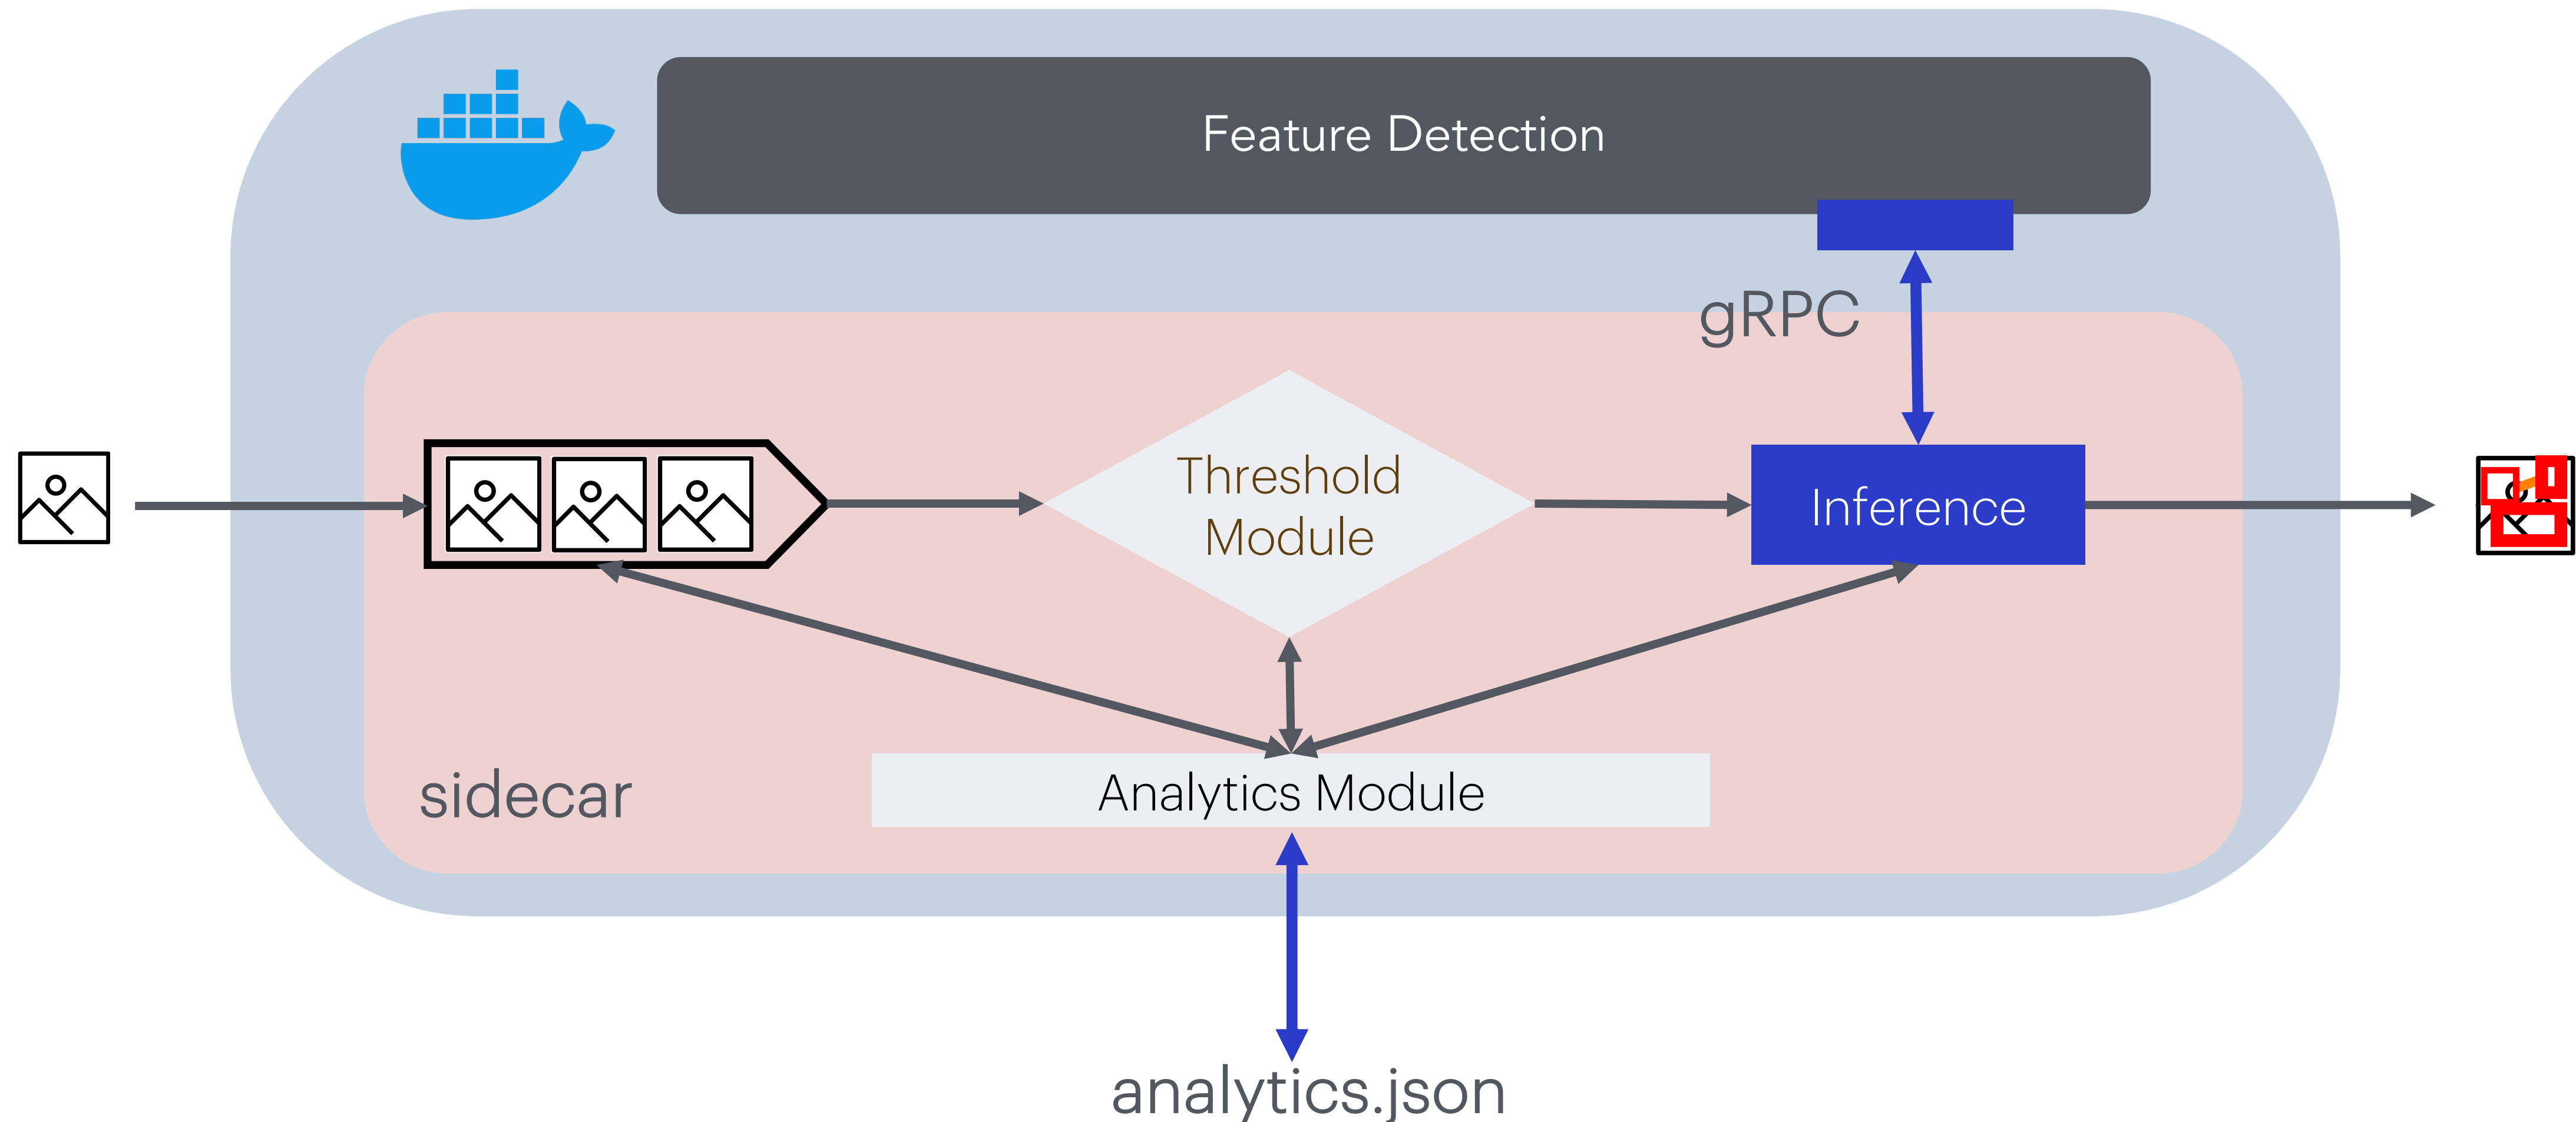 Feature Detection
gRPC
Threshold
Module
Inference
sidecar
Analytics Module
analytics.json